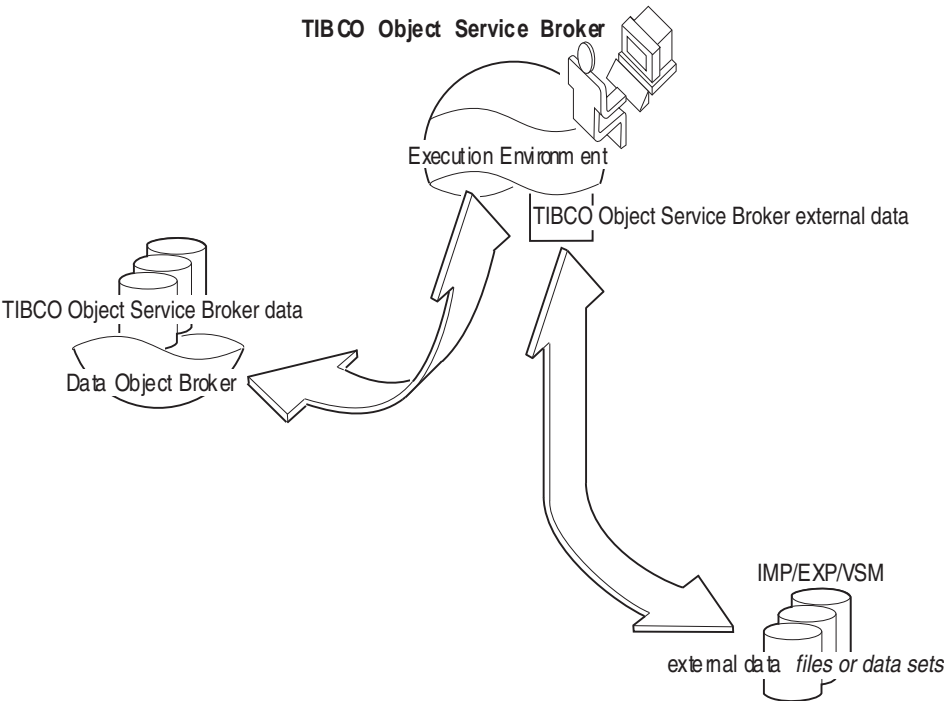 TIBCO Object Service Broker
Execution Environment
TIBCO Object Service Broker external data
TIBCO Object Service Broker data
Data Object Broker
IMP/EXP/VSM
external data files or data sets